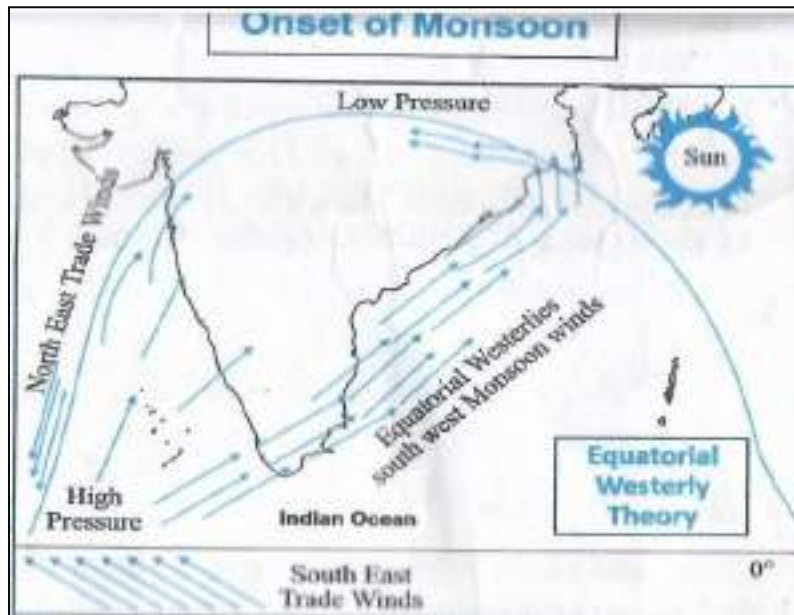 Onset of Monsoon
Low Pressure
Sun
North East Trade Winds
Equatorial Westerlies
south west Monsoon winds
High
Pressure
Indian Ocean
Equatorial
Westerly
Theory
0°
South East
Trade Winds